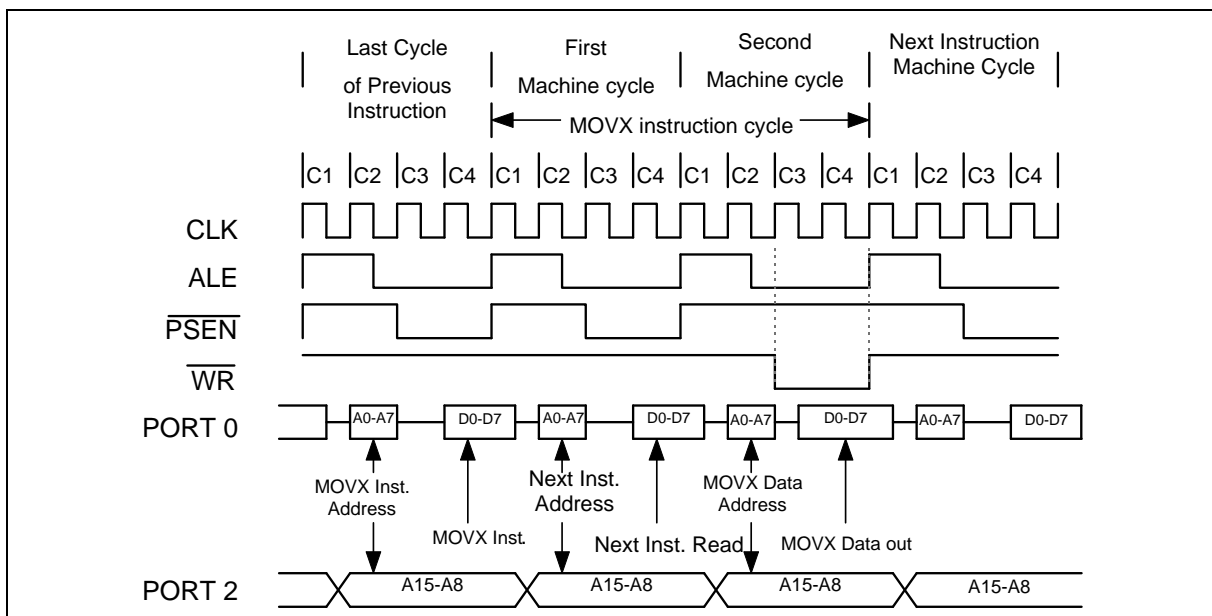 Last Cycle
of Previous
Instruction
First
Machine cycle
Second
Machine cycle
Next Instruction
Machine Cycle
MOVX instruction cycle
C1 C2 C3 C4 C1 C2 C3 C4 C1 C2 C3 C4 C1 C2 C3 C4
CLK
ALE
PSEN
WR
PORT 0
A0-A7 D0-D7 A0-A7 D0-D7 A0-A7 D0-D7 A0-A7 D0-D7
MOVX Inst.
Address
MOVX Inst.
Next Inst.
Address
Next Inst. Read
MOVX Data
Address
MOVX Data out
PORT 2
A15-A8 A15-A8 A15-A8 A15-A8